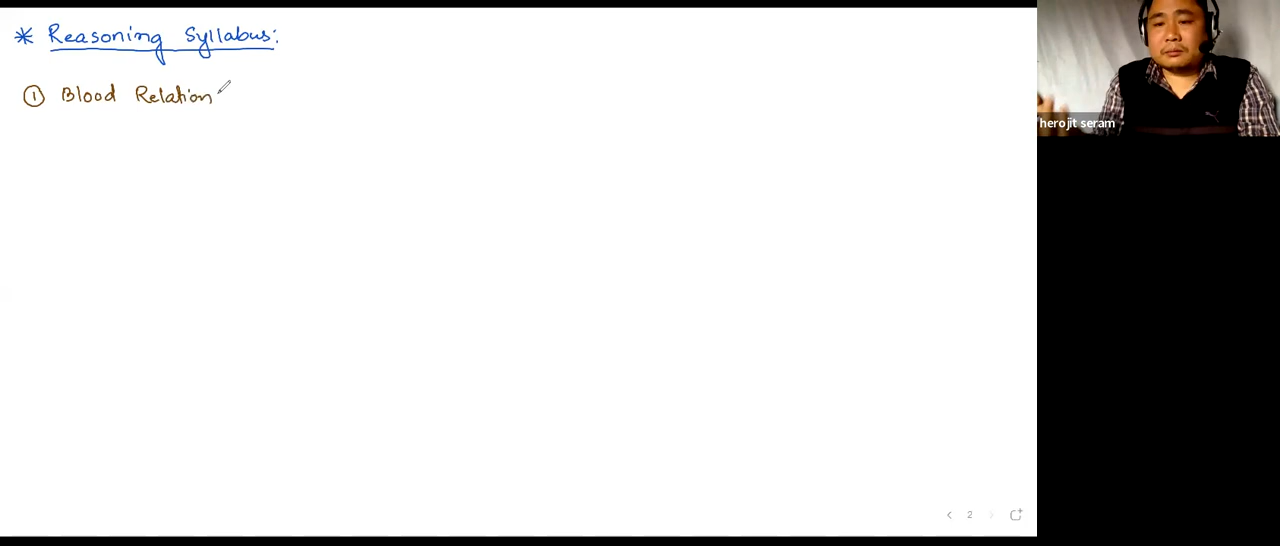 * Reasoning Syllabus:
① Blood Relation
herojit seram
2